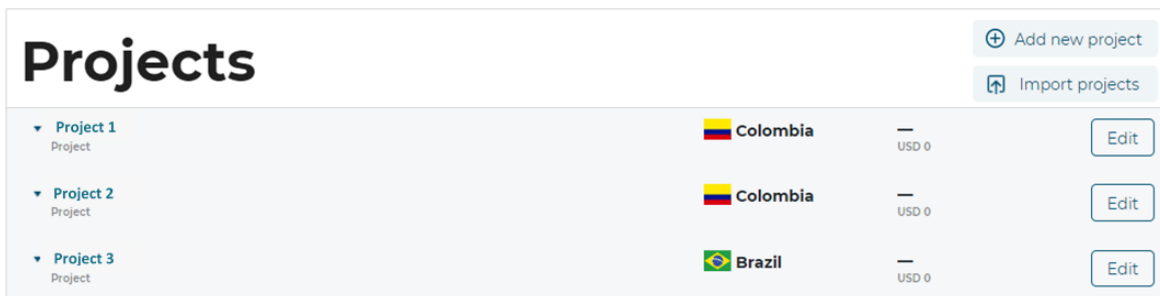 Projects
Add new project
Import projects
Project 1
Project
Colombia
—
USD 0
Edit
Project 2
Project
Colombia
—
USD 0
Edit
Project 3
Project
Brazil
—
USD 0
Edit